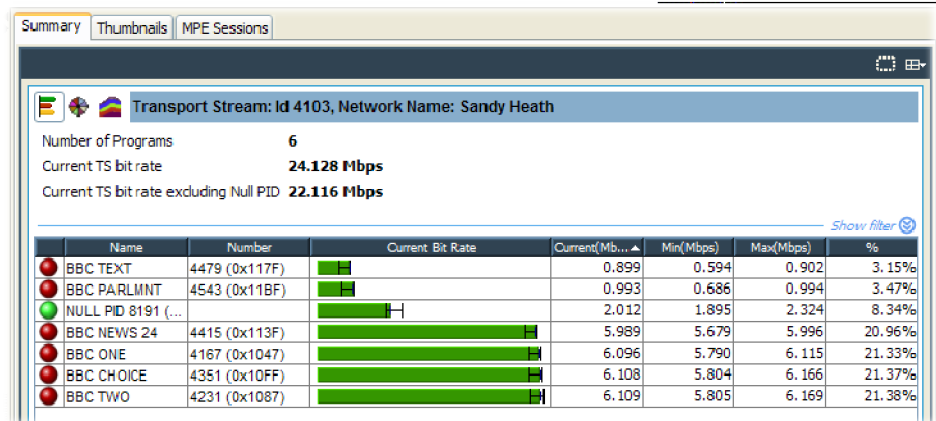 Summary Thumbnails MPE Sessions
Transport Stream: Id 4103, Network Name: Sandy Heath
Number of Programs 6
Current TS bit rate 24.128 Mbps
Current TS bit rate excluding Null PID 22.116 Mbps
Show filter
Name Number Current Bit Rate Current(Mb... Min(Mbps) Max(Mbps) %
BBC TEXT 4479 (0x117F) 0.899 0.594 0.902 3.15%
BBC PARLMNT 4543 (0x11BF) 0.993 0.686 0.994 3.47%
NULL PID 8191 (... 2.012 1.895 2.324 8.34%
BBC NEWS 24 4415 (0x113F) 5.989 5.679 5.996 20.96%
BBC ONE 4167 (0x1047) 6.096 5.790 6.115 21.33%
BBC CHOICE 4351 (0x10FF) 6.108 5.804 6.166 21.37%
BBC TWO 4231 (0x1087) 6.109 5.805 6.169 21.38%